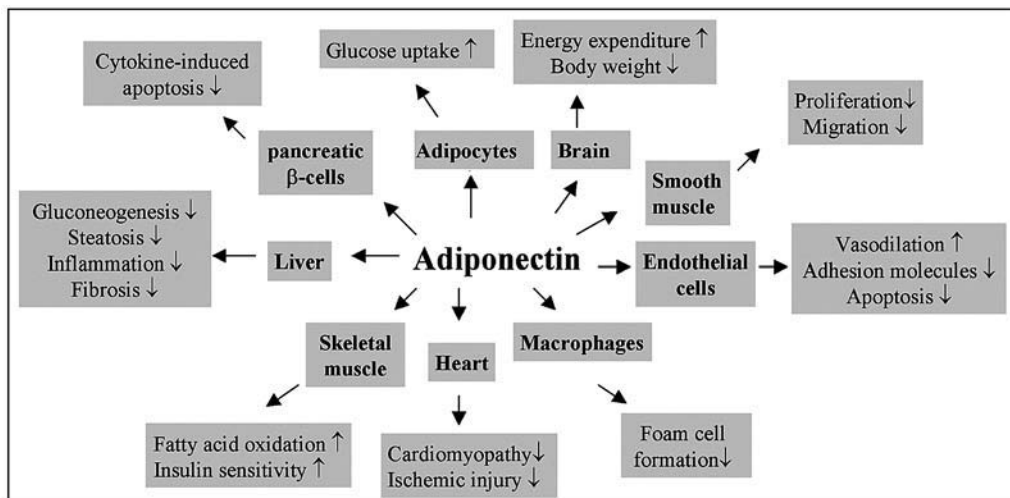 Cytokine-induced
apoptosis ↓
Glucose uptake ↑
Energy expenditure ↑
Body weight ↓
Proliferation↓
Migration ↓
pancreatic
β-cells
Adipocytes
Brain
Smooth
muscle
Gluconeogenesis ↓
Steatosis ↓
Inflammation ↓
Fibrosis ↓
Liver
Adiponectin
Endothelial
cells
Vasodilation ↑
Adhesion molecules ↓
Apoptosis ↓
Skeletal
muscle
Heart
Macrophages
Fatty acid oxidation ↑
Insulin sensitivity ↑
Cardiomyopathy↓
Ischemic injury ↓
Foam cell
formation↓